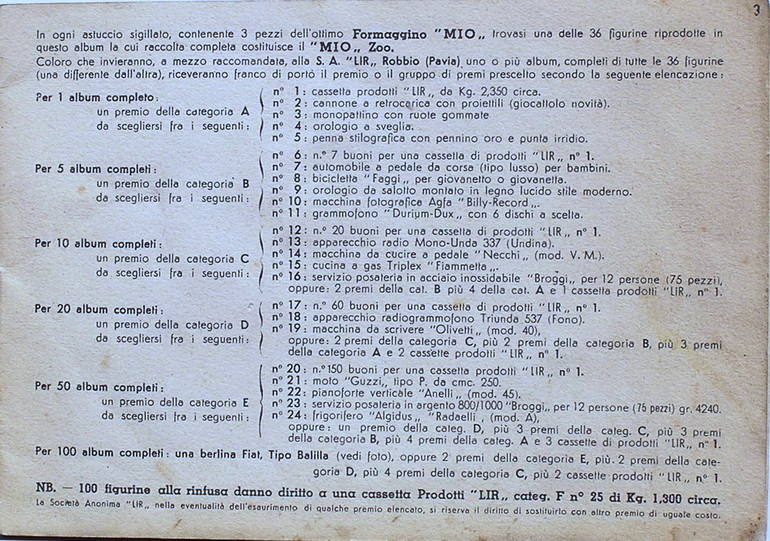 3
In ogni astuccio sigillato, contenente 3 pezzi dell'ottimo Formaggino "MIO„ trovasi una delle 36 figurine riprodotte in
questo album la cui raccolta completa costituisce il "MIO„ Zoo.
Coloro che invieranno, a mezzo raccomandata, alla S. A. "LIR„ Robbio (Pavia) uno o più album, completi di tutte le 36 figurine
(una differente dall'altra), riceveranno franco di porto il premio o il gruppo di premi prescelto secondo la seguente elencazione:
Per 1 album completo:
un premio della categoria A
da scegliersi fra i seguenti:
n° 1: cassetta prodotti "LIR„ da Kg. 2,350 circa.
n° 2: cannone a retrocarica con proiettili (giocattolo novità).
n° 3: monopattino con ruote gommate
n° 4: orologio a sveglia.
n° 5: penna stilografica con pennino oro e punta irridio.
Per 5 album completi:
un premio della categoria B
da scegliersi fra i seguenti:
n° 6: n.° 7 buoni per una cassetta di prodotti "LIR„ n° 1.
n° 7: automobile a pedale da corsa (tipo lusso) per bambini.
n° 8: bicicletta "Faggi„ per giovanetto o giovanetta.
n° 9: orologio da salotto montato in legno lucido stile moderno.
n° 10: macchina fotografica Agfa "Billy-Record„.
n° 11: grammofono "Durium-Dux„ con 6 dischi a scelta.
Per 10 album completi:
un premio della categoria C
da scegliersi fra i seguenti:
n° 12: n.° 20 buoni per una cassetta di prodotti "LIR„ n° 1.
n° 13: apparecchio radio Mono-Unda 337 (Undina).
n° 14: macchina da cucire a pedale "Necchi„ (mod. V. M.).
n° 15: cucina a gas Triplex "Fiammetta„.
n° 16: servizio posateria in acciaio inossidabile "Broggi„ per 12 persone (75 pezzi),
oppure: 2 premi della cat. B più 4 della cat. A e 1 cassetta prodotti "LIR„ n° 1.
Per 20 album completi:
un premio della categoria D
da scegliersi fra i seguenti:
n° 17: n.° 60 buoni per una cassetta di prodotti "LIR„ n° 1.
n° 18: apparecchio radiogrammofono Triunda 537 (Fono).
n° 19: macchina da scrivere "Olivetti„ (mod. 40),
oppure: 2 premi della categoria C, più 2 premi della categoria B, più 3 premi
della categoria A e 2 cassette prodotti "LIR„ n° 1.
Per 50 album completi:
un premio della categoria E
da scegliersi fra i seguenti:
n° 20: n.° 150 buoni per una cassetta di prodotti "LIR„ n° 1.
n° 21: moto "Guzzi„ tipo P. da cmc. 250.
n° 22: pianoforte verticale "Anelli„ (mod. 45).
n° 23: servizio posateria in argento 800/1000 "Broggi„ per 12 persone (75 pezzi) gr. 4240.
n° 24: frigorifero "Algidus„ "Radaelli„ (mod. A),
oppure: un premio della categ. D, più 3 premi della categ. C, più 3 premi
della categoria B, più 4 premi della categ. A e 3 cassette di prodotti "LIR„ n° 1.
Per 100 album completi: una berlina Fiat, Tipo Balilla (vedi foto), oppure 2 premi della categoria E, più 2 premi della cate-
goria D, più 4 premi della categoria C, più 2 cassette prodotti "LIR„ n° 1.
NB. — 100 figurine alla rinfusa danno diritto a una cassetta Prodotti "LIR„ categ. F n° 25 di Kg. 1,300 circa.
La Società Anonima "LIR„ nella eventualità dell'esaurimento di qualche premio elencato, si riserva il diritto di sostituirlo con altro premio di uguale costo.